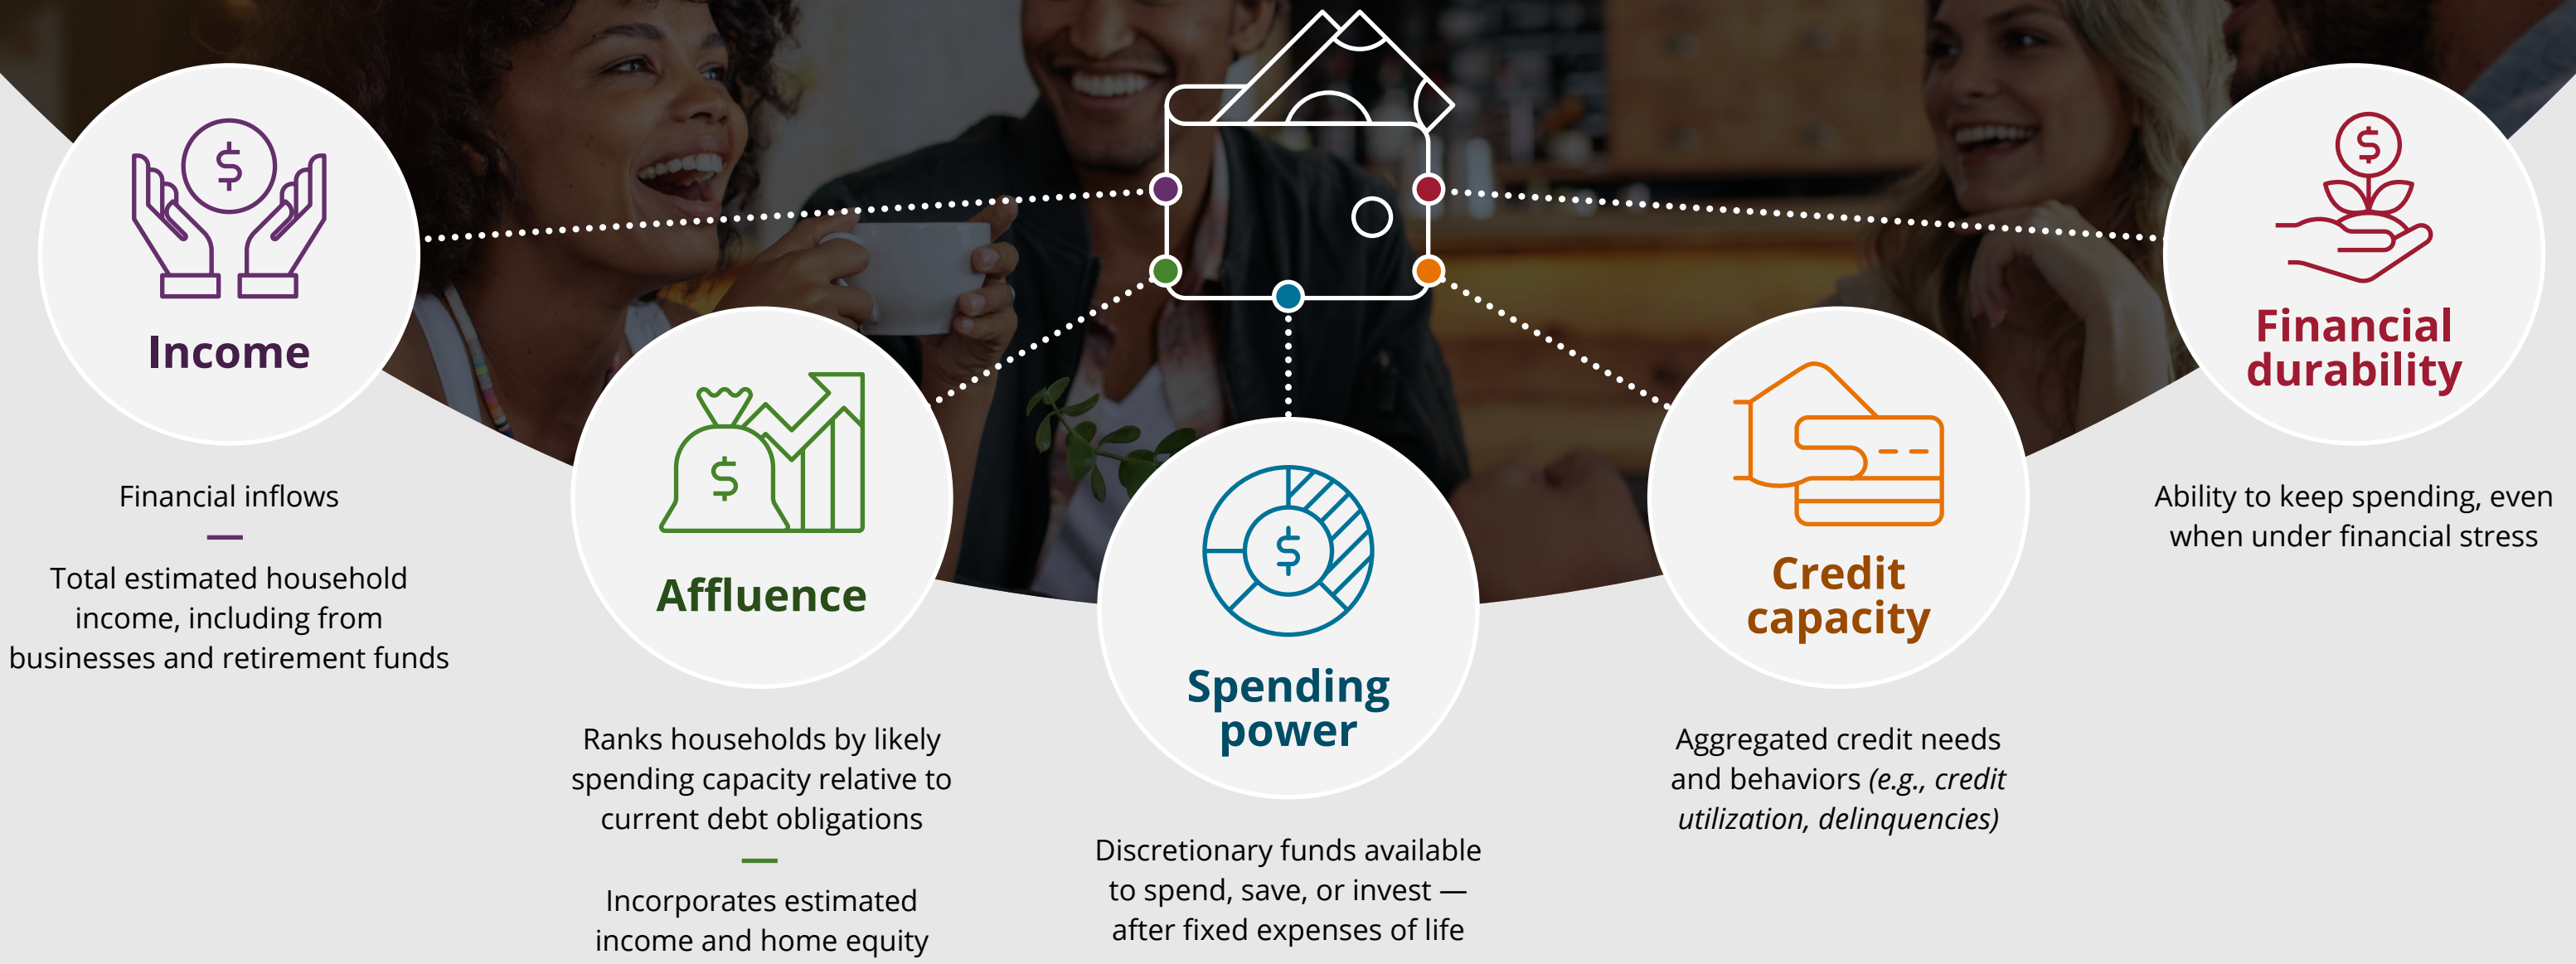 Income
Financial inflows
Total estimated household
income, including from
businesses and retirement funds
Affluence
Ranks households by likely
spending capacity relative to
current debt obligations
Incorporates estimated
income and home equity
Spending
power
Discretionary funds available
to spend, save, or invest —
after fixed expenses of life
Credit
capacity
Aggregated credit needs
and behaviors (e.g., credit
utilization, delinquencies)
Financial
durability
Ability to keep spending, even
when under financial stress